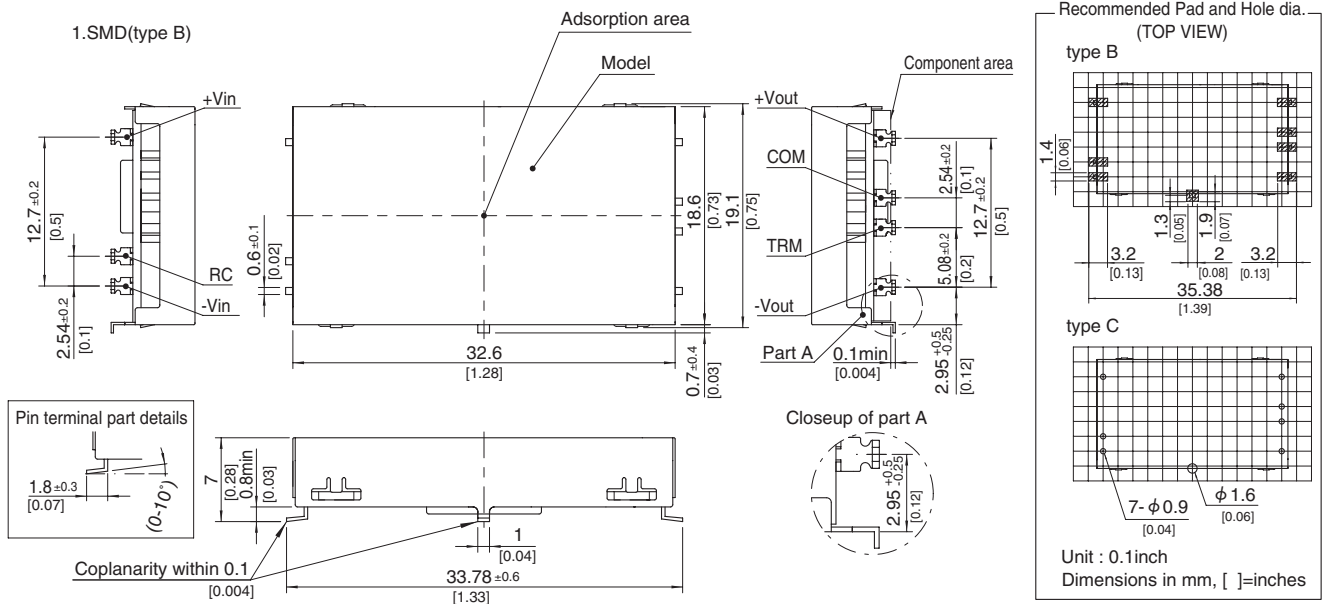 1.SMD(type B)
Adsorption area
Model
+Vin
RC
-Vin
12.7 ±0.2
[0.5]
2.54±0.2
[0.1]
0.6±0.1
[0.02]
32.6
[1.28]
18.6
[0.73]
19.1
[0.75]
0.7±0.4
[0.03]
Component area
+Vout
COM
TRM
-Vout
2.54±0.2
[0.1]
12.7±0.2
[0.5]
5.08±0.2
[0.2]
Part A
0.1min
[0.004]
2.95 +0.5 -0.25
[0.12]
Pin terminal part details
1.8±0.3
[0.07]
(0-10°)
7
[0.28]
0.8min
[0.03]
1
[0.04]
Coplanarity within 0.1
[0.004]
33.78 ±0.6
[1.33]
Closeup of part A
2.95 +0.5 -0.25
[0.12]
Recommended Pad and Hole dia.
(TOP VIEW)
type B
1.4
[0.06]
1.3
[0.05]
1.9
[0.07]
3.2
[0.13]
2
[0.08]
3.2
[0.13]
35.38
[1.39]
type C
7-φ0.9
[0.04]
φ1.6
[0.06]
Unit : 0.1inch
Dimensions in mm, [ ]=inches